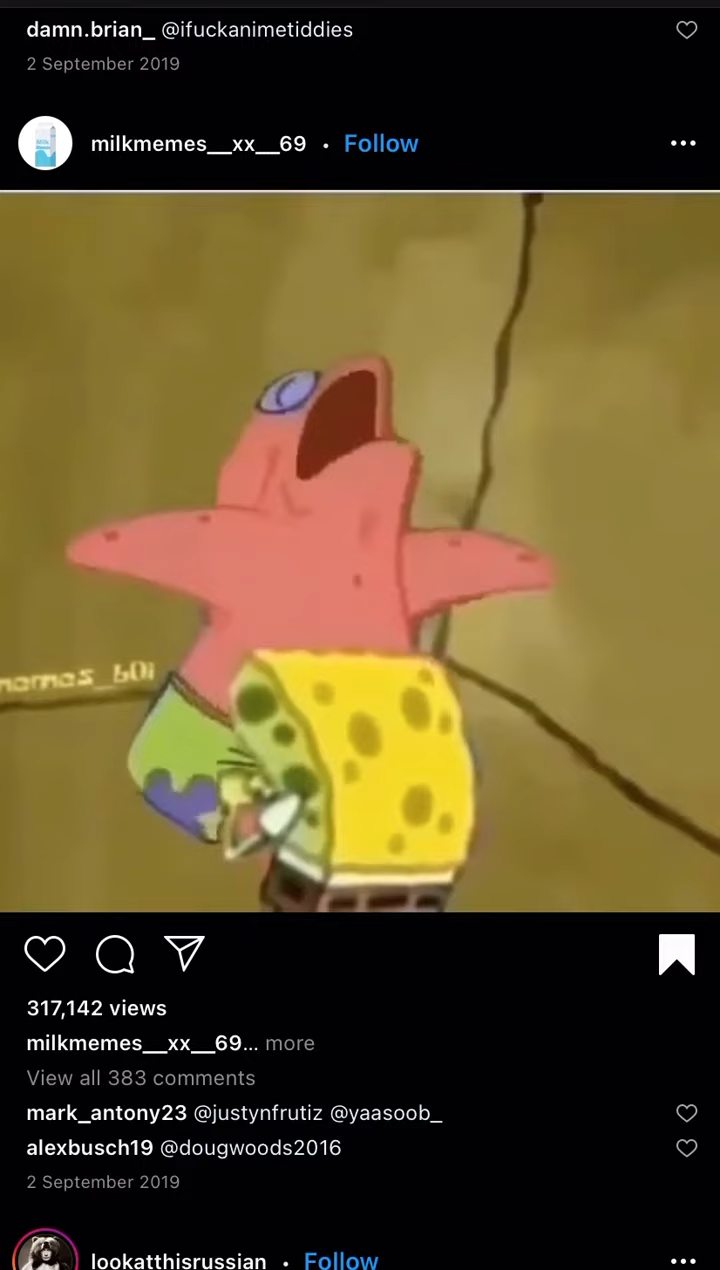 damn.brian_ @ifuckanimetiddies
2 September 2019
milkmemes__xx__69 • Follow
317,142 views
milkmemes__xx__69... more
View all 383 comments
mark_antony23 @justynfrutiz @yaasoob_
alexbusch19 @dougwoods2016
2 September 2019
lookatthisrussian • Follow